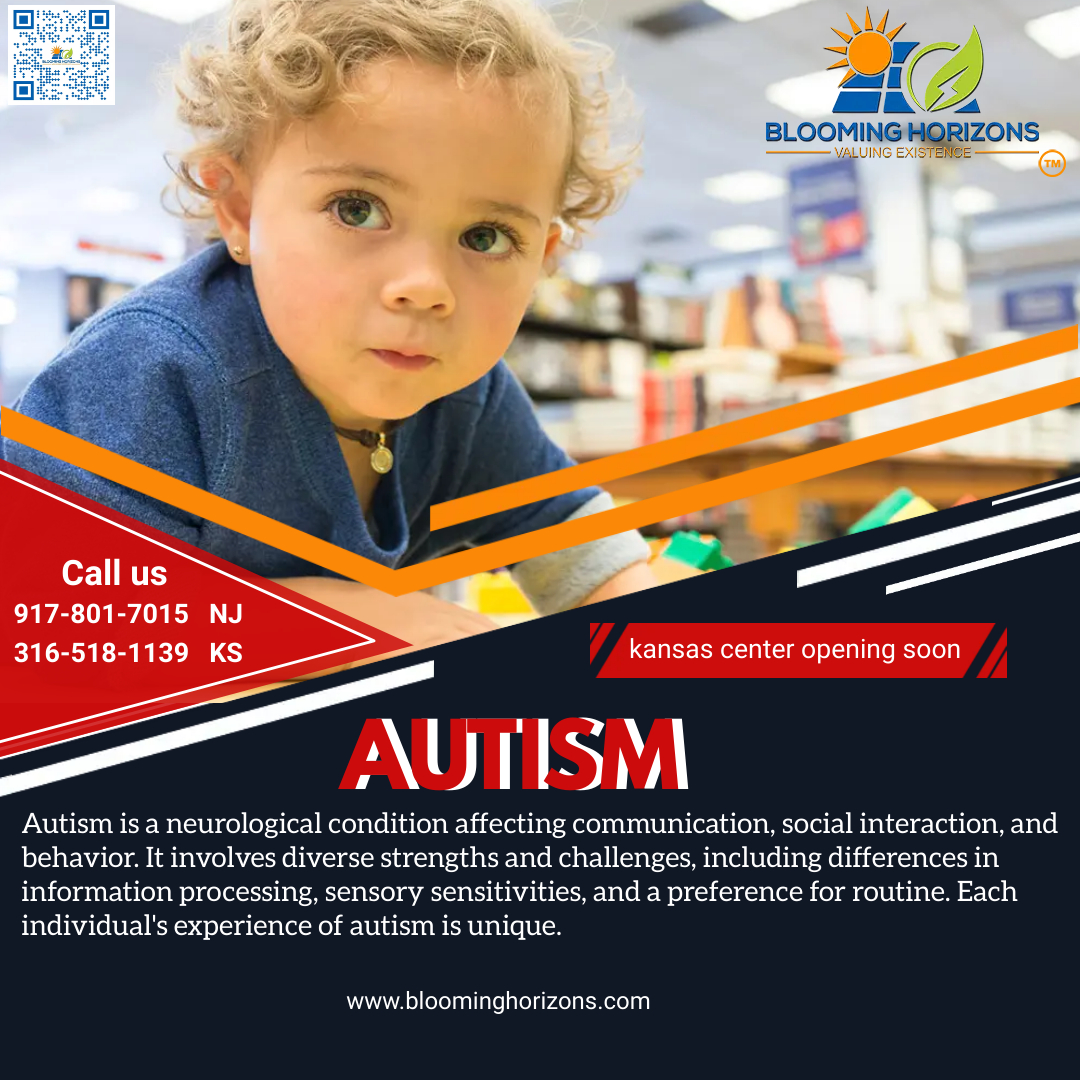 BLOOMING HORIZONS
BLOOMING HORIZONS
VALUING EXISTENCE
TM
Call us
917-801-7015 NJ
316-518-1139 KS
kansas center opening soon
AUTISM
Autism is a neurological condition affecting communication, social interaction, and
behavior. It involves diverse strengths and challenges, including differences in
information processing, sensory sensitivities, and a preference for routine. Each
individual's experience of autism is unique.
www.bloominghorizons.com